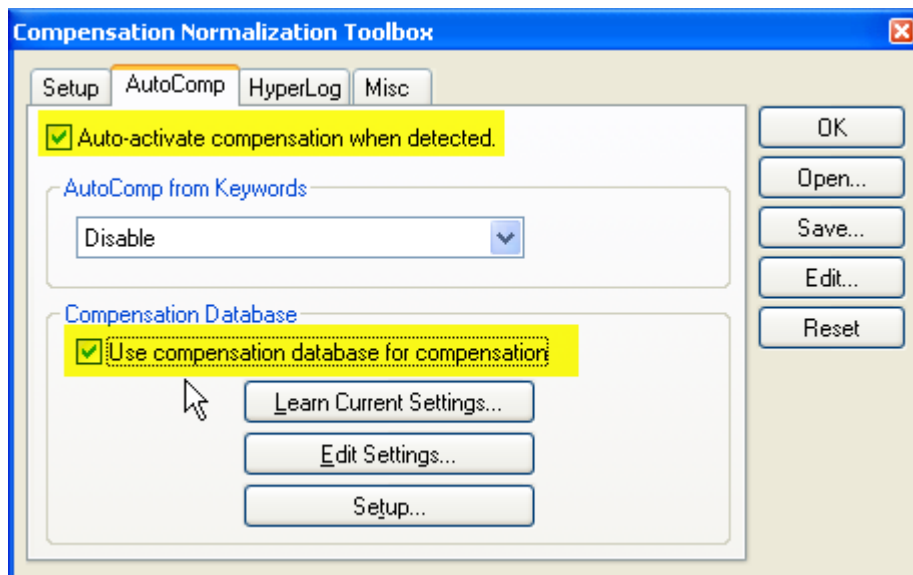 Compensation Normalization Toolbox
Setup
AutoComp
HyperLog
Misc
Auto-activate compensation when detected.
AutoComp from Keywords
Disable
Compensation Database
Use compensation database for compensation
Learn Current Settings...
Edit Settings...
Setup...
OK
Open...
Save...
Edit...
Reset